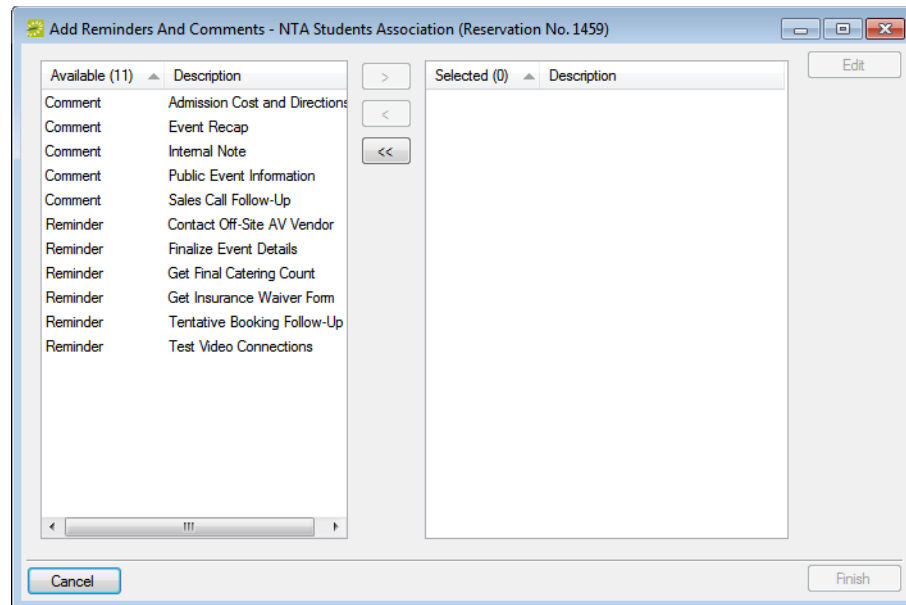 Add Reminders And Comments - NTA Students Association (Reservation No. 1459)
Available (11) Description
Comment Admission Cost and Directions
Comment Event Recap
Comment Internal Note
Comment Public Event Information
Comment Sales Call Follow-Up
Reminder Contact Off-Site AV Vendor
Reminder Finalize Event Details
Reminder Get Final Catering Count
Reminder Get Insurance Waiver Form
Reminder Tentative Booking Follow-Up
Reminder Test Video Connections
>
<
<<
Selected (0) Description
Edit
Cancel
Finish